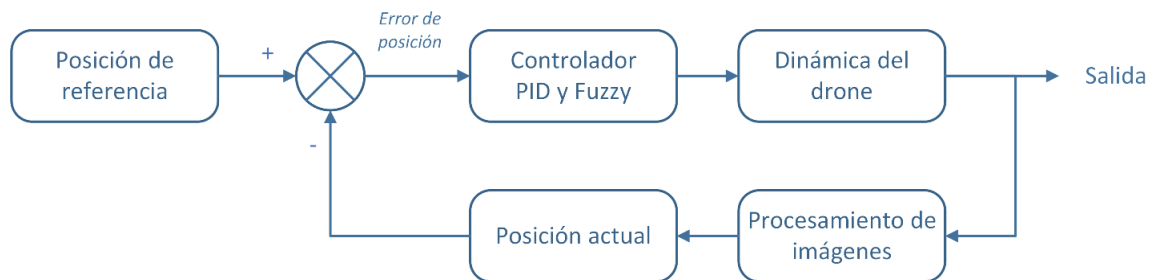 Error de
posición
Posición de
referencia
+
Controlador
PID y Fuzzy
Dinámica del
drone
Salida
-
Posición actual
Procesamiento de
imágenes